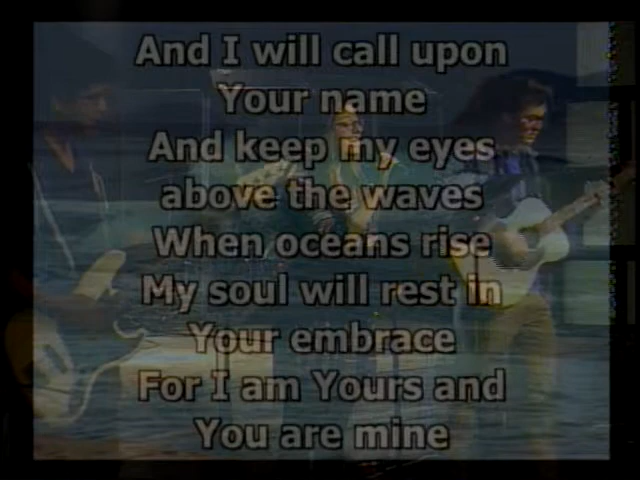 And I will call upon
Your name
And keep my eyes
above the waves
When oceans rise
My soul will rest in
Your embrace
For I am Yours and
You are mine